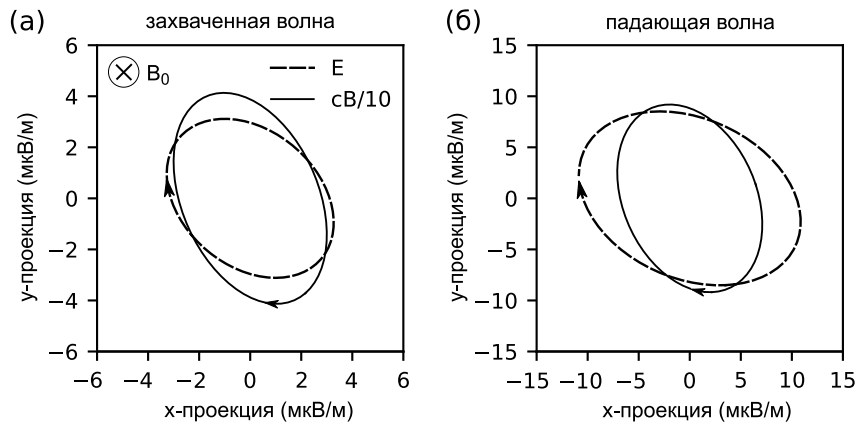 (а) захваченная волна
y-проекция (мкВ/м)
6
4
2
0
−2
−4
−6
B₀
E
cB/10
−6 −4 −2 0 2 4 6
x-проекция (мкВ/м)
(б) падающая волна
y-проекция (мкВ/м)
15
10
5
0
−5
−10
−15
−15 −10 −5 0 5 10 15
x-проекция (мкВ/м)